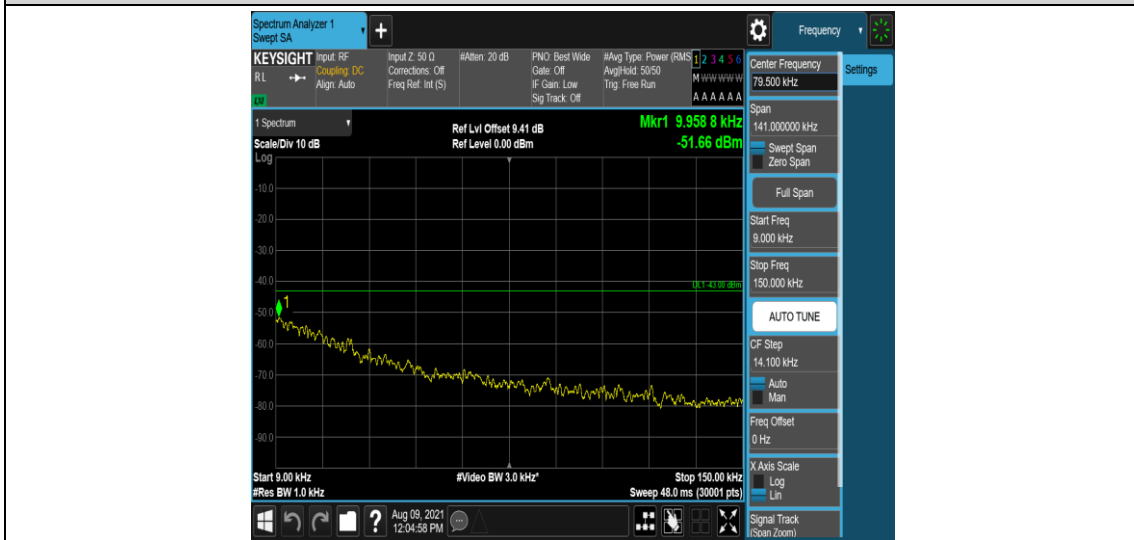 Spectrum Analyzer 1
Swept SA
Frequency
KEYSIGHT
RL
LXI
Input: RF
Coupling: DC
Align: Auto
Input Z: 50 Ω
Corrections: Off
Freq Ref: Int (S)
#Atten: 20 dB
PNO: Best Wide
Gate: Off
IF Gain: Low
Sig Track: Off
#Avg Type: Power (RMS
Avg|Hold: 50/50
Trig: Free Run
1 2 3 4 5 6
M W W W W W
A A A A A A
Center Frequency
79.500 kHz
Settings
Span
141.000000 kHz
Swept Span
Zero Span
Full Span
Start Freq
9.000 kHz
Stop Freq
150.000 kHz
AUTO TUNE
CF Step
14.100 kHz
Auto
Man
Freq Offset
0 Hz
X Axis Scale
Log
Lin
Signal Track
(Span Zoom)
1 Spectrum
Scale/Div 10 dB
Log
Ref Lvl Offset 9.41 dB
Ref Level 0.00 dBm
Mkr1 9.958 8 kHz
-51.66 dBm
-10.0
-20.0
-30.0
-40.0
DL1 -43.00 dBm
1
-50.0
-60.0
-70.0
-80.0
-90.0
Start 9.00 kHz
#Video BW 3.0 kHz*
Stop 150.00 kHz
#Res BW 1.0 kHz
Sweep 48.0 ms (30001 pts)
Aug 09, 2021
12:04:58 PM